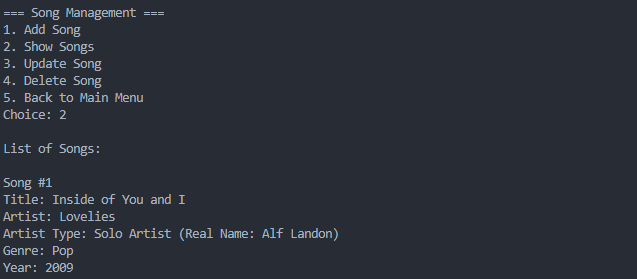 === Song Management ===
1. Add Song
2. Show Songs
3. Update Song
4. Delete Song
5. Back to Main Menu
Choice: 2
List of Songs:
Song #1
Title: Inside of You and I
Artist: Lovelies
Artist Type: Solo Artist (Real Name: Alf Landon)
Genre: Pop
Year: 2009